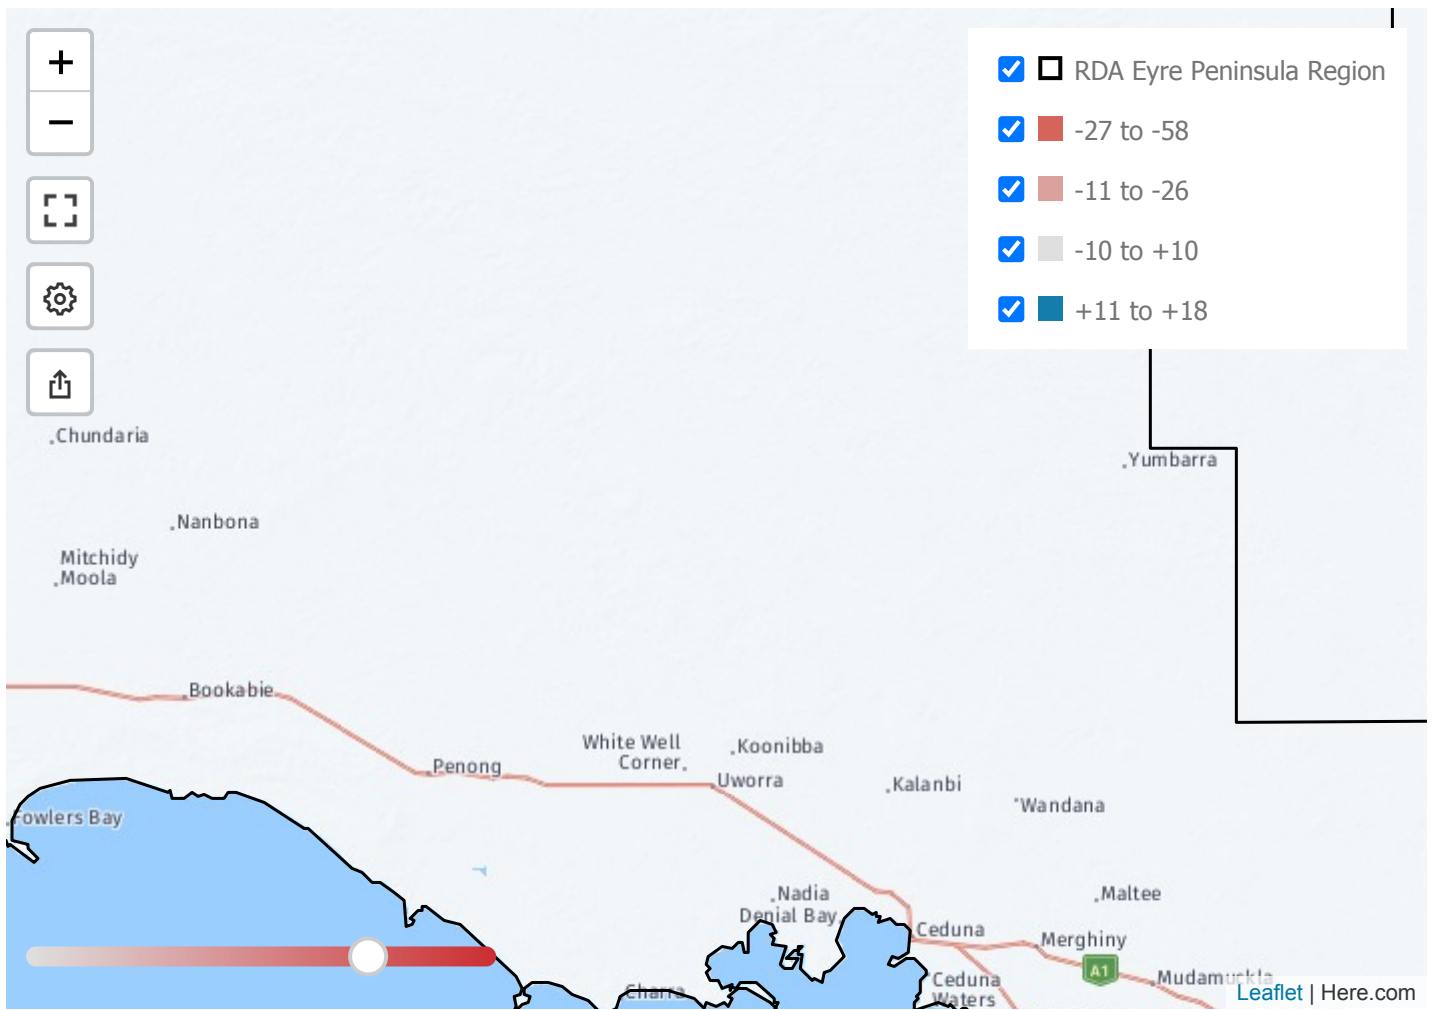 +
−
RDA Eyre Peninsula Region
-27 to -58
-11 to -26
-10 to +10
+11 to +18
Chundaria
Yumbarra
Nanbona
Mitchidy
Moola
Bookabie
White Well
Corner
Koonibba
Penong
Uworra
Kalanbi
Wandana
Fowlers Bay
Nadia
Maltee
Denial Bay
Ceduna
Merghiny
A1
Mudamuckla
Ceduna
Waters
Charra
Leaflet | Here.com